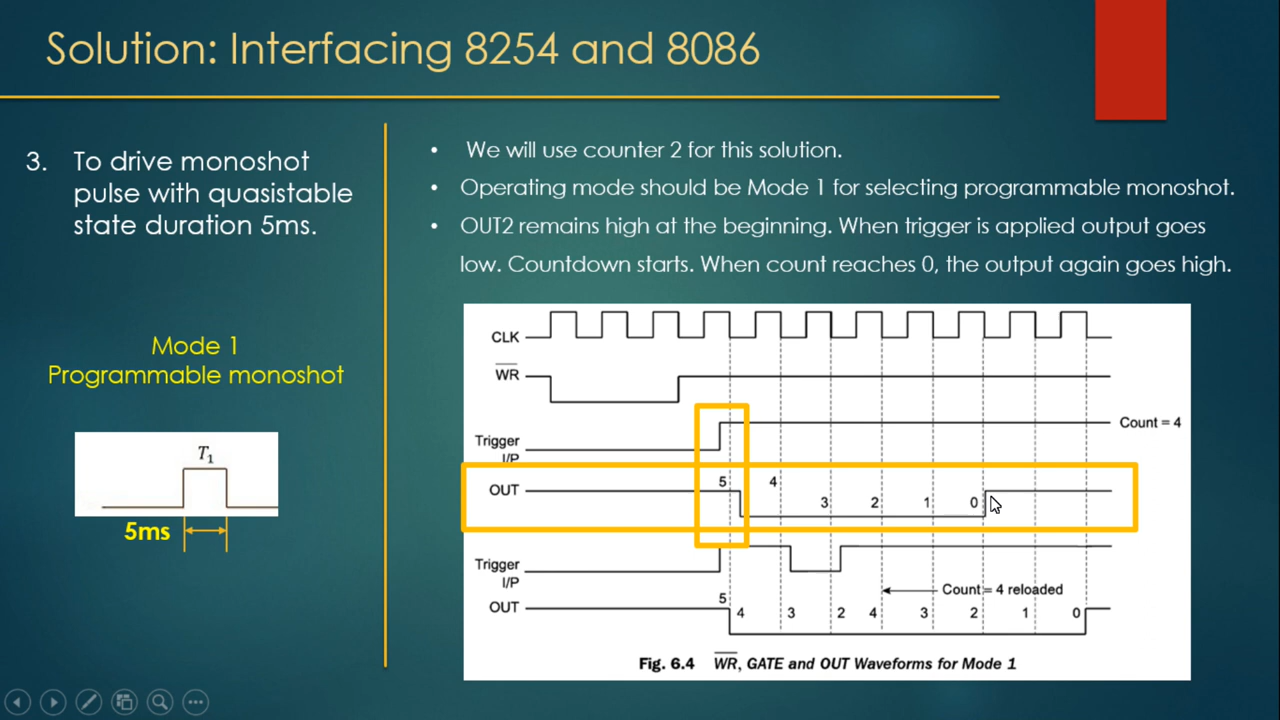 Solution: Interfacing 8254 and 8086
3. To drive monoshot
pulse with quasistable
state duration 5ms.
Mode 1
Programmable monoshot
T₁
5ms
• We will use counter 2 for this solution.
• Operating mode should be Mode 1 for selecting programmable monoshot.
• OUT2 remains high at the beginning. When trigger is applied output goes
low. Countdown starts. When count reaches 0, the output again goes high.
CLK
WR
Count = 4
Trigger
I/P
OUT 5 4 3 2 1 0
Trigger
I/P
Count = 4 reloaded
OUT 5 4 3 2 4 3 2 1 0
Fig. 6.4 WR, GATE and OUT Waveforms for Mode 1